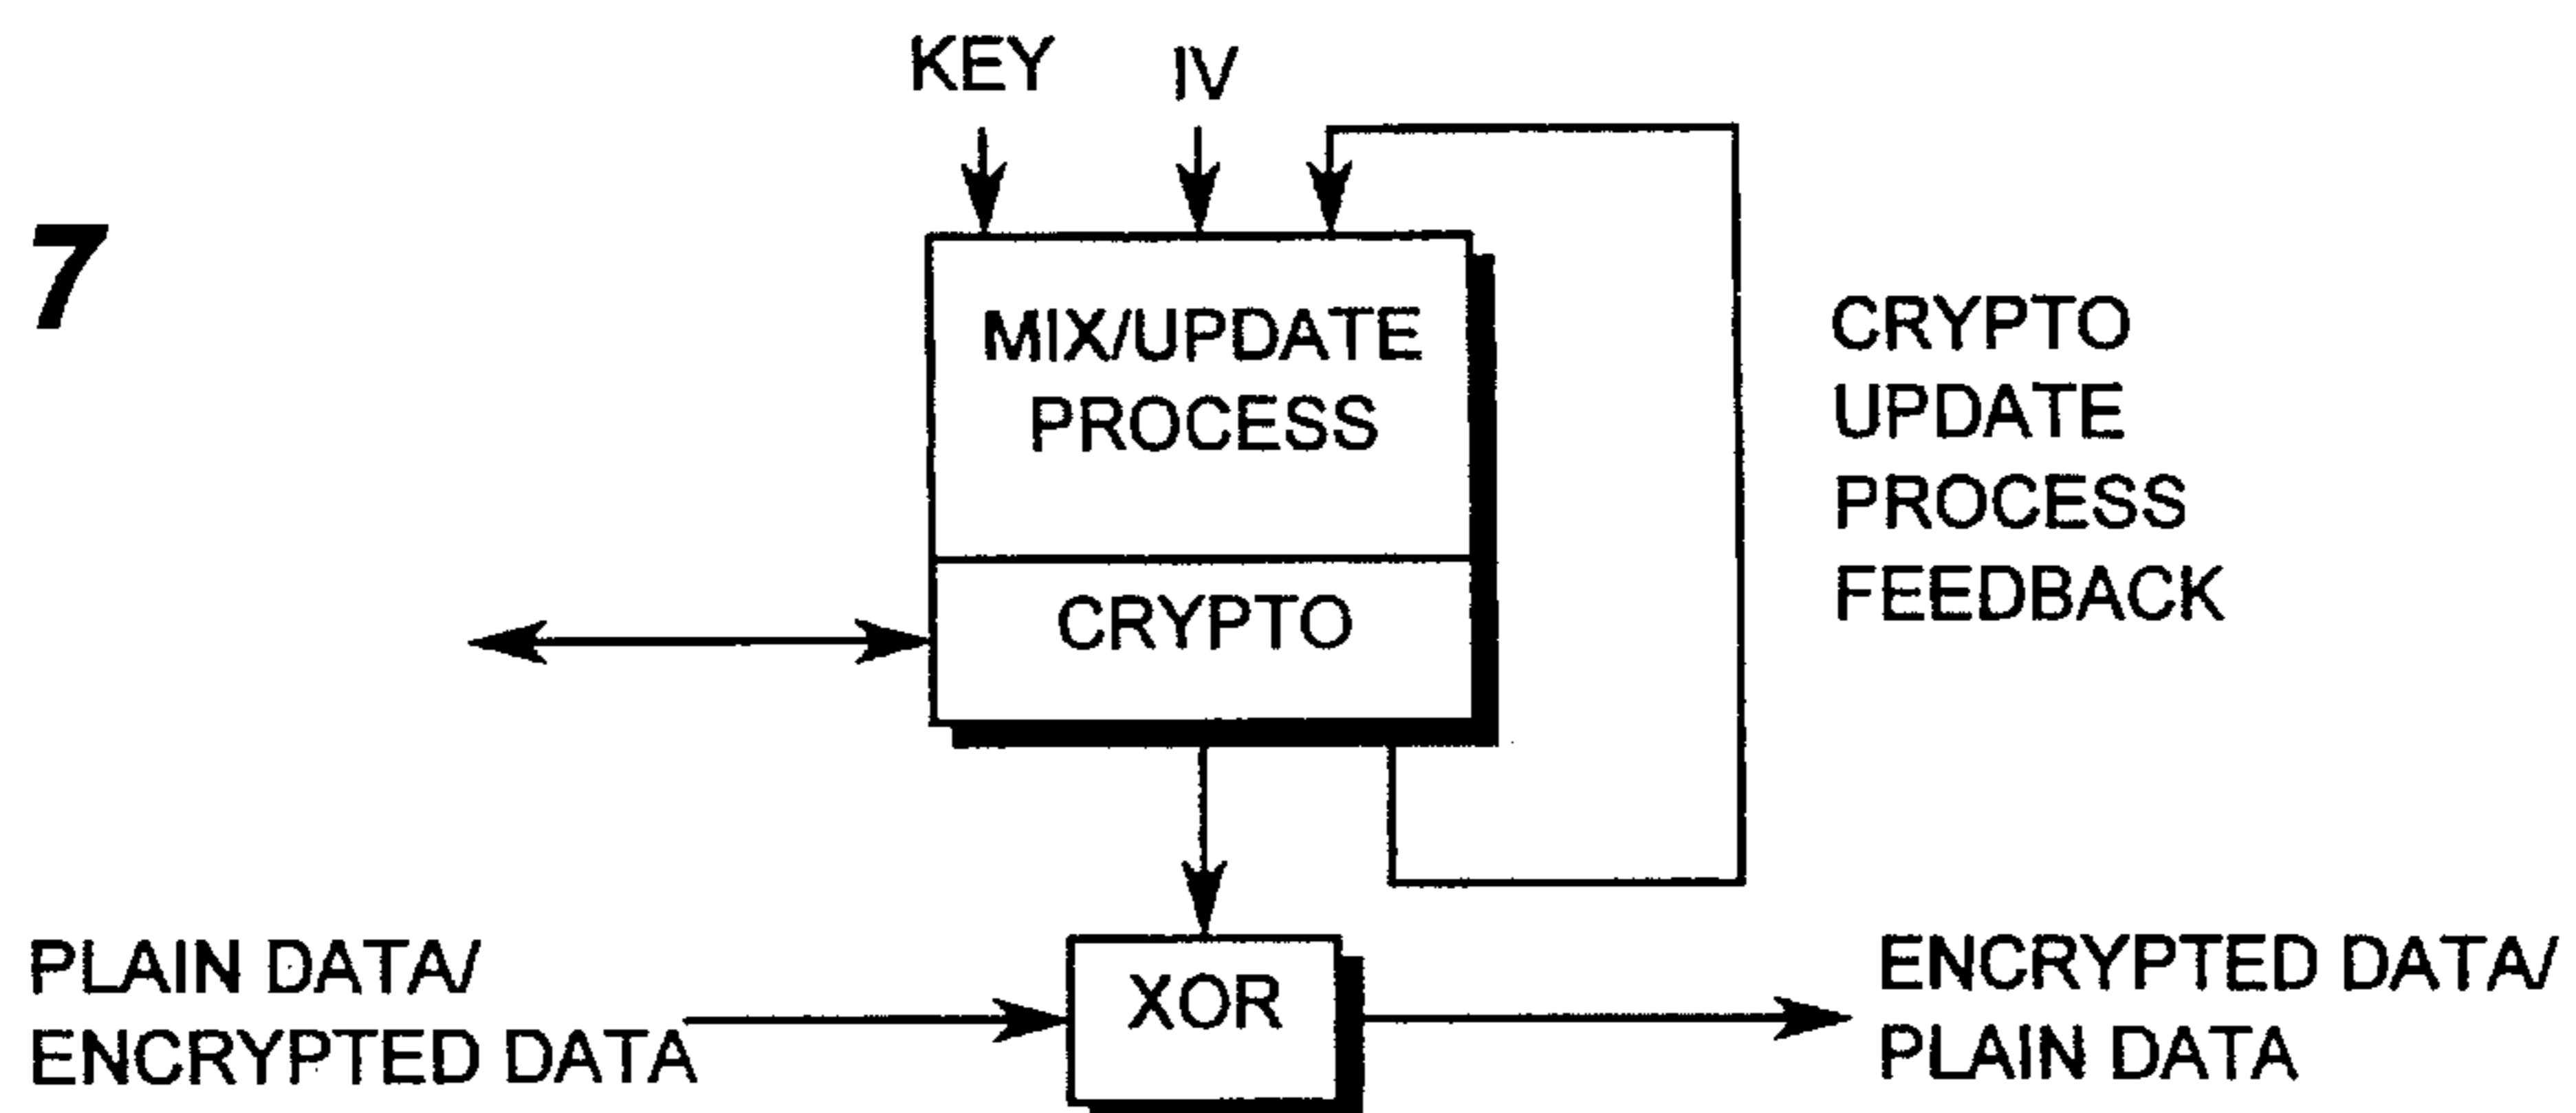 KEY
IV
7
MIX/UPDATE
PROCESS
CRYPTO
UPDATE
PROCESS
FEEDBACK
CRYPTO
PLAIN DATA/
ENCRYPTED DATA
XOR
ENCRYPTED DATA/
PLAIN DATA